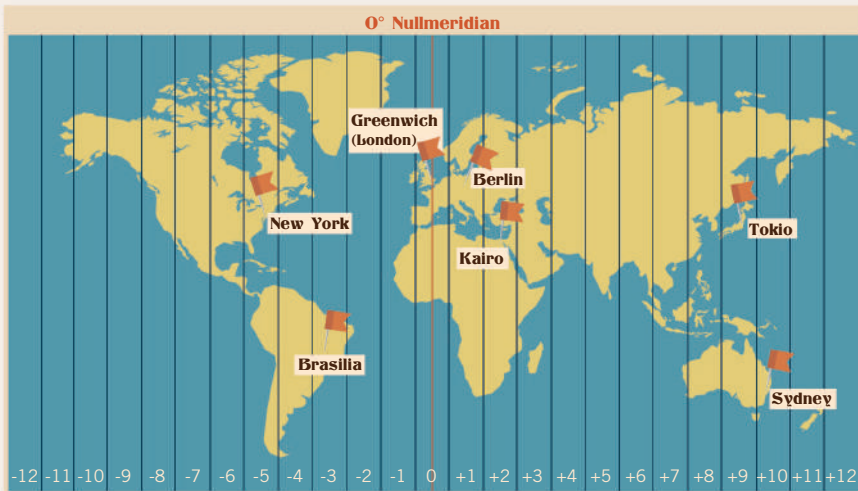 0° Nullmeridian
Greenwich
(London)
Berlin
New York
Kairo
Tokio
Brasilia
Sydney
-12 -11 -10 -9 -8 -7 -6 -5 -3 -2 -1 0 +1 +2 +3 +4 +5 +6 +7 +8 +9 +10 +11 +12